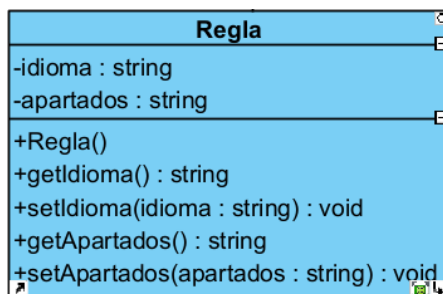 Regla
-idioma : string
-apartados : string
+Regla()
+getIdioma() : string
+setIdioma(idioma : string) : void
+getApartados() : string
+setApartados(apartados : string) : void